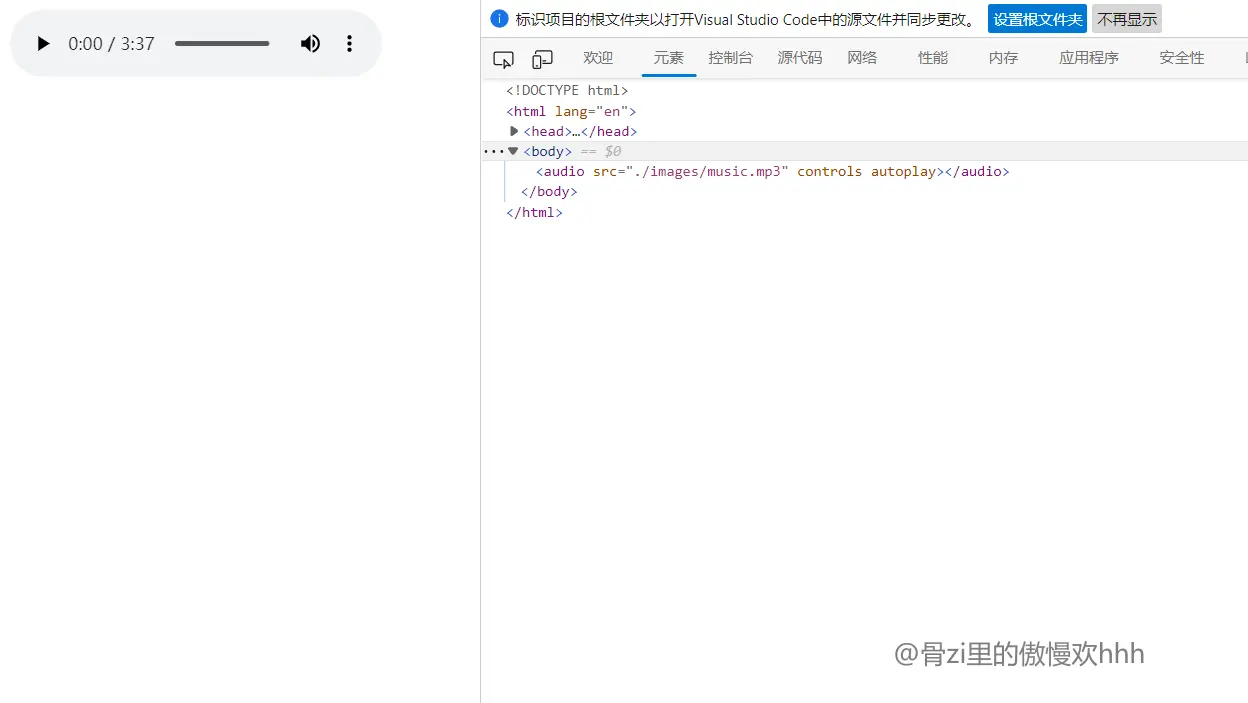 0:00 / 3:37
标识项目的根文件夹以打开Visual Studio Code中的源文件并同步更改。 设置根文件夹 不再显示
欢迎 元素 控制台 源代码 网络 性能 内存 应用程序 安全性
<!DOCTYPE html>
<html lang="en">
<head>…</head>
<body> == $0
<audio src="./images/music.mp3" controls autoplay></audio>
</body>
</html>
@骨zi里的傲慢欢hhh